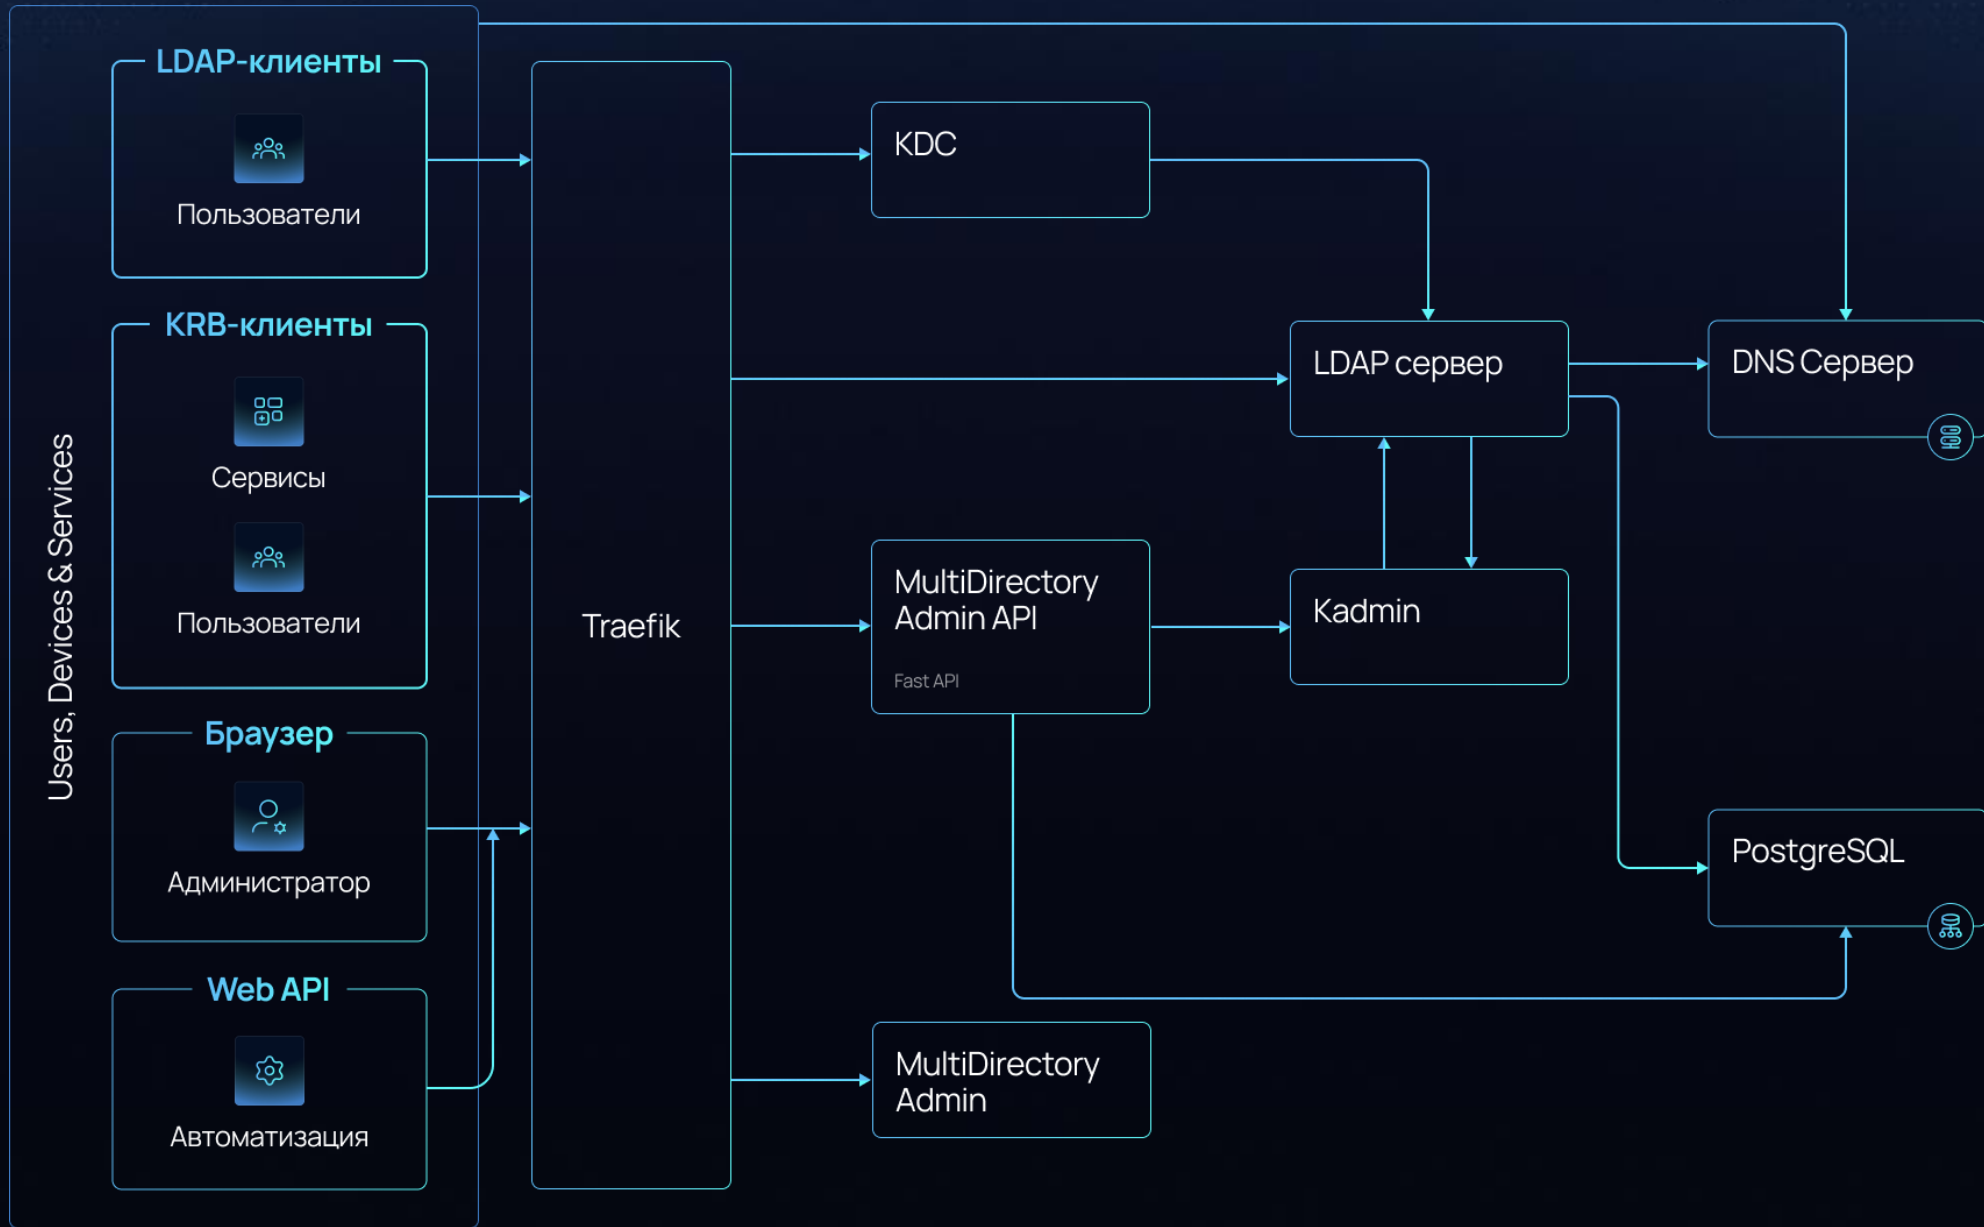 Users, Devices & Services
LDAP-клиенты
Пользователи
KRB-клиенты
Сервисы
Пользователи
Браузер
Администратор
Web API
Автоматизация
Traefik
KDC
LDAP сервер
DNS Сервер
MultiDirectory
Admin API
Fast API
Kadmin
PostgreSQL
MultiDirectory
Admin